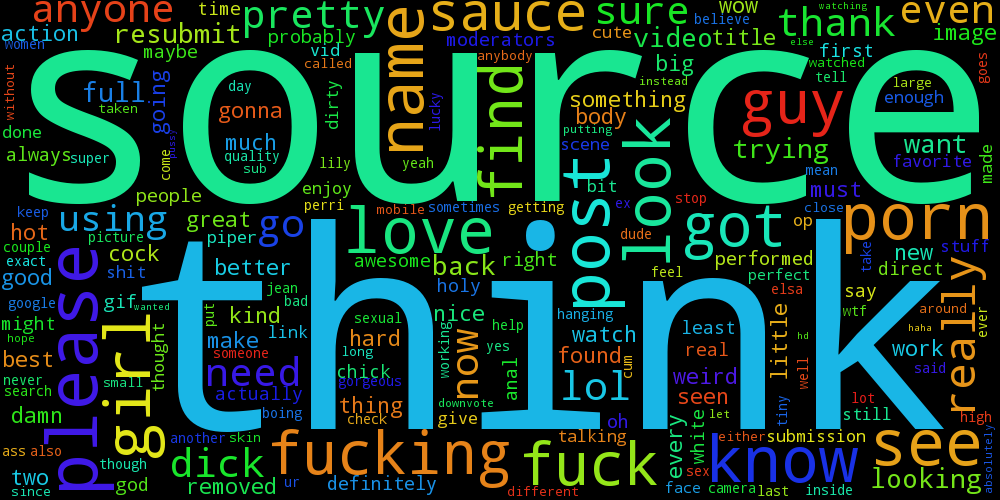 anyone
time
pretty
sauce
sure
wow
believe
thank
watching
even
action
resubmit
probably
name
moderators
cute
video
title
else
image
women
maybe
vid
called
anybody
big
instead
first
watched
tell
goes
without
source
full
taken
going
day
gonna
dirty
lucky
find
something
body
putting
guy
large
enough
done
much
scene
trying
want
always
super
pussy
come
quality
sub
lily
yeah
look
mean
favorite
made
people
enjoy
perri
post
bit
ex
stop
must
close
keep
using
great
go
mobile
sometimes
getting
dude
got
op
porn
hot
couple
picture
piper
love
exact
cock
awesome
back
right
performed
take
new
stuff
good
please
shit
better
holy
feel
perfect
direct
google
gif
wanted
think
jean
bad
sexual
nice
hanging
elsa
say
around
really
ever
might
hope
girl
thought
put
kind
link
help
watch
least
little
hd
wtf
haha
make
hard
working
now
yes
best
someone
long
found
cum
real
well
work
said
never
search
small
need
chick
gorgeous
anal
lol
weird
actually
damn
boing
thing
check
downvote
give
oh
seen
tiny
lot
still
high
let
ass
also
another
skin
fucking
talking
every
white
either
submission
see
absolutely
two
though
dick
fuck
sex
know
since
god
removed
ur
definitely
different
face
camera
last
inside
looking